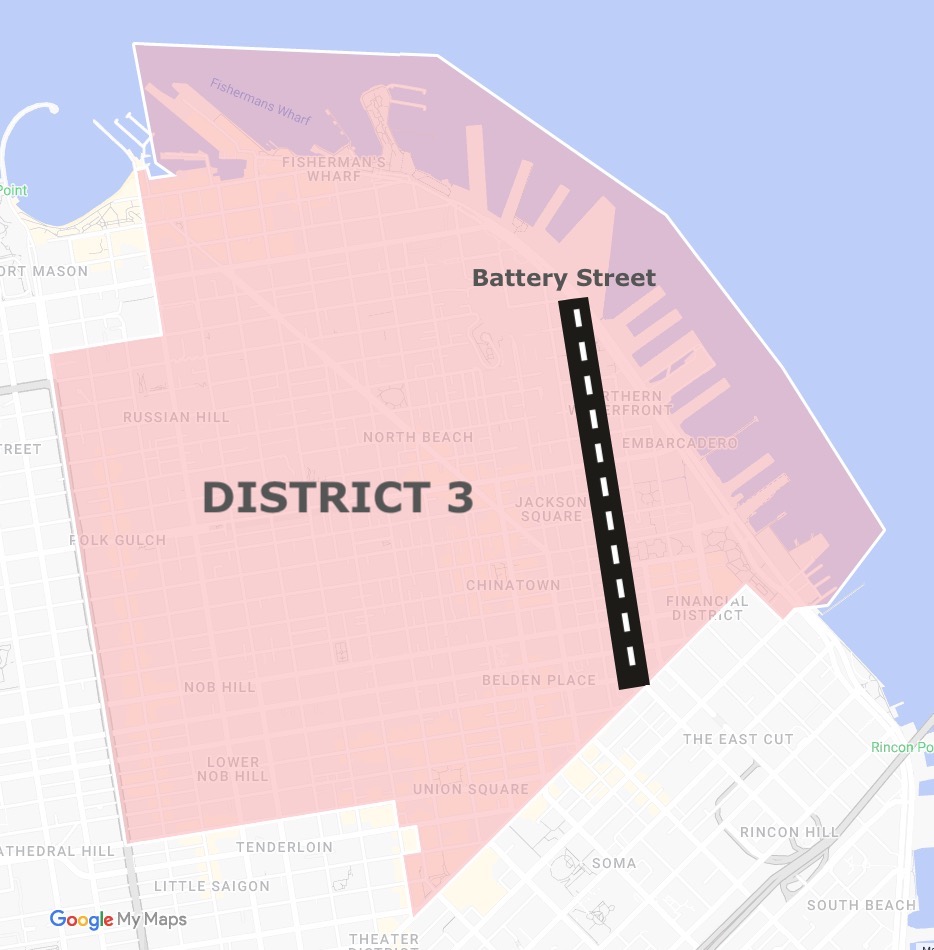 Fishermans Wharf
FISHERMAN'S
WHARF
Point
ORT MASON
Battery Street
RUSSIAN HILL
RTHERN
W
ERFRONT
NORTH BEACH
EMBARCADERO
TREET
DISTRICT 3
JACKSON
SQUARE
POLK GULCH
CHINATOWN
FINANCIAL
DISTRICT
NOB HILL
BELDEN PLACE
THE EAST CUT
Rincon Po
LOWER
NOB HILL
UNION SQUARE
RINCON HILL
ATHEDRAL HILL
TENDERLOIN
SOMA
LITTLE SAIGON
SOUTH BEACH
Google My Maps
THEATER
DISTRICT